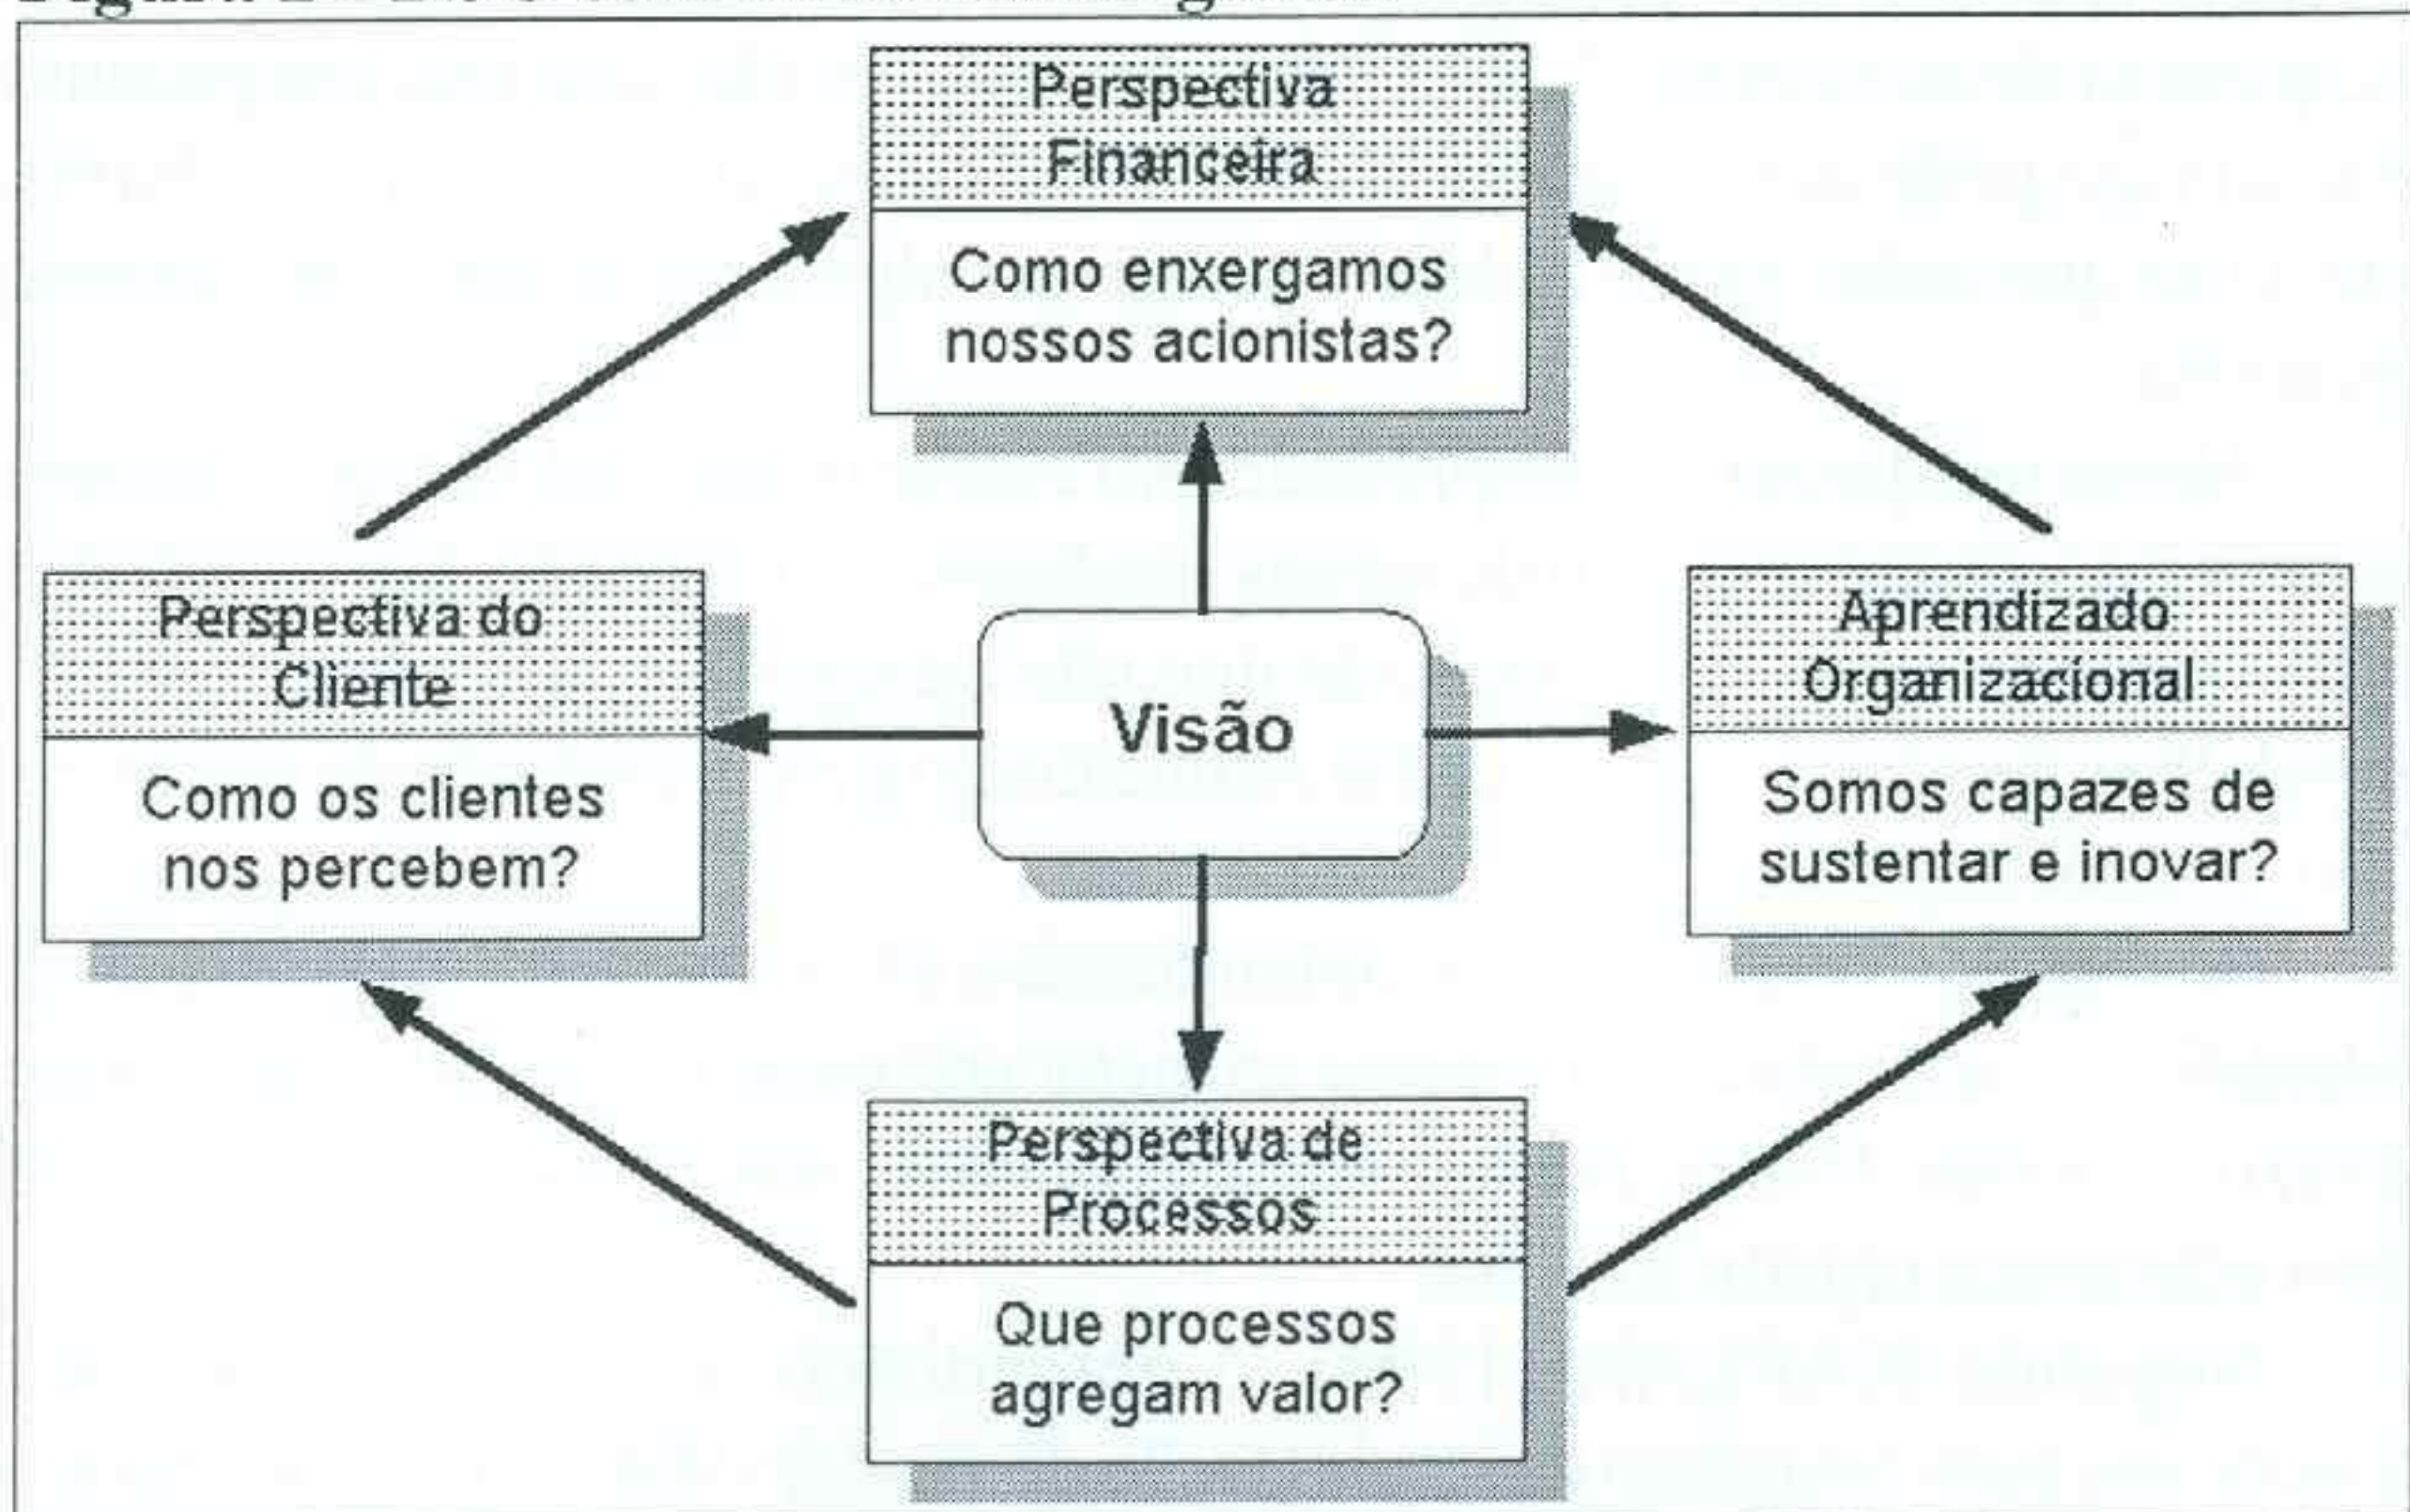 Perspectiva
Financeira
Como enxergamos
nossos acionistas?
Perspectiva do
Cliente
Como os clientes
nos percebem?
Visão
Aprendizado
Organizacional
Somos capazes de
sustentar e inovar?
Perspectiva de
Processos
Que processos
agregam valor?